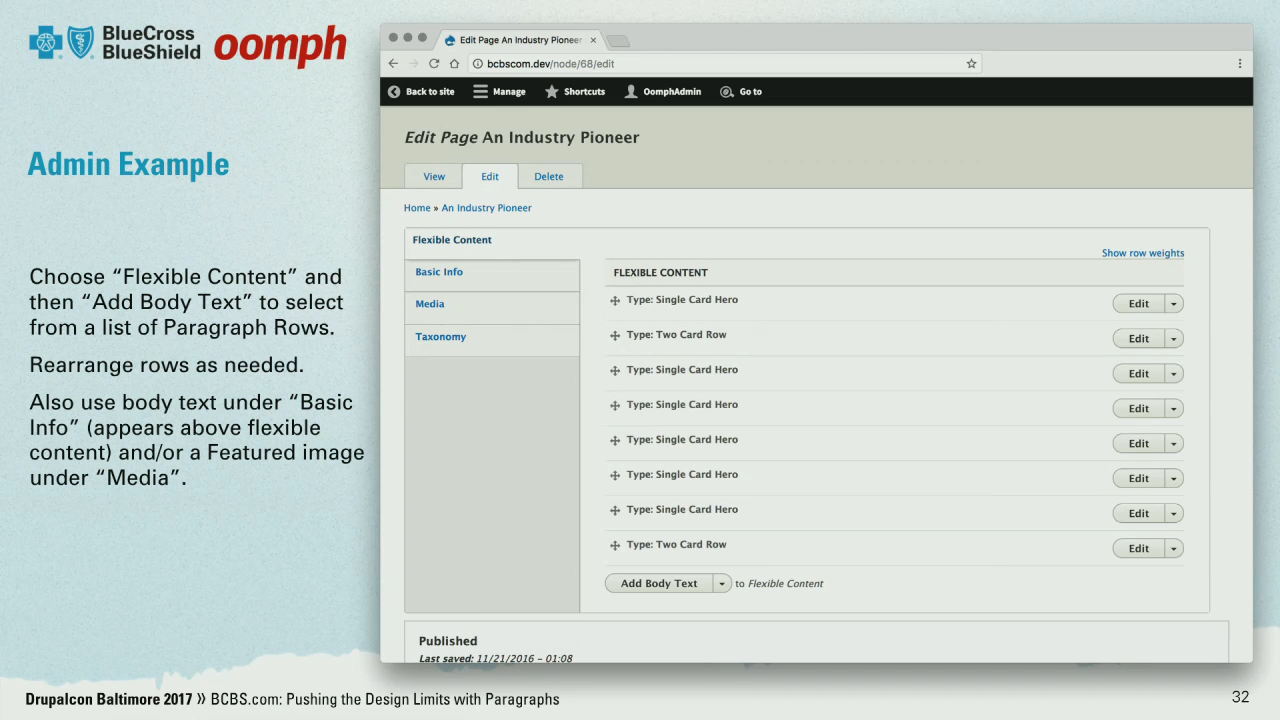 BlueCross
BlueShield
oomph
Admin Example
Choose “Flexible Content” and
then “Add Body Text” to select
from a list of Paragraph Rows.
Rearrange rows as needed.
Also use body text under “Basic
Info” (appears above flexible
content) and/or a Featured image
under “Media”.
Edit Page An Industry Pioneer
bcbscom.dev/node/68/edit
Back to site Manage Shortcuts OomphAdmin Go to
Edit Page An Industry Pioneer
View Edit Delete
Home » An Industry Pioneer
Flexible Content
Basic Info
Media
Taxonomy
Show row weights
FLEXIBLE CONTENT
Type: Single Card Hero Edit
Type: Two Card Row Edit
Type: Single Card Hero Edit
Type: Single Card Hero Edit
Type: Single Card Hero Edit
Type: Single Card Hero Edit
Type: Single Card Hero Edit
Type: Two Card Row Edit
Add Body Text to Flexible Content
Published
Last saved: 11/21/2016 – 01:08
Drupalcon Baltimore 2017 » BCBS.com: Pushing the Design Limits with Paragraphs
32